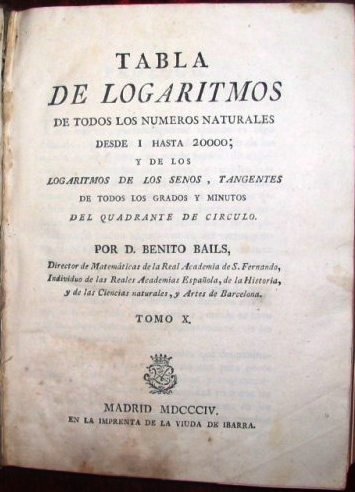 TABLA
DE LOGARITMOS
DE TODOS LOS NUMEROS NATURALES
DESDE I HASTA 20000;
Y DE LOS
LOGARITMOS DE LOS SENOS, TANGENTES
DE TODOS LOS GRADOS Y MINUTOS
DEL QUADRANTE DE CIRCULO.
POR D. BENITO BAILS,
Director de Matemáticas de la Real Academia de S. Fernando,
Individuo de las Reales Academias Española, de la Historia,
y de las Ciencias naturales, y Artes de Barcelona.
TOMO X.
MADRID MDCCCIV.
EN LA IMPRENTA DE LA VIUDA DE IBARRA.